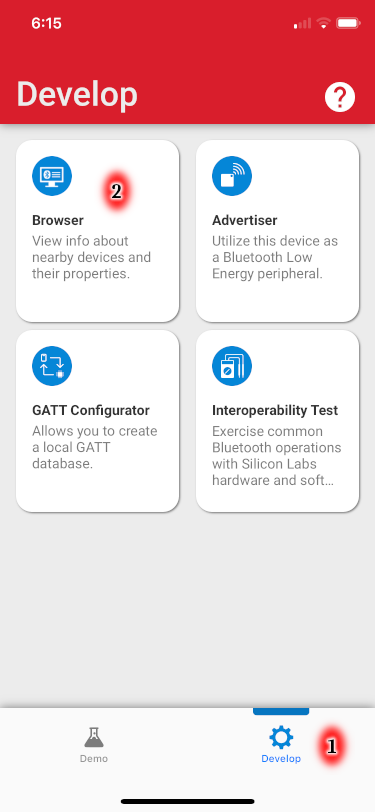 6:15
Develop
?
2
Browser
View info about
nearby devices and
their properties.
Advertiser
Utilize this device as
a Bluetooth Low
Energy peripheral.
GATT Configurator
Allows you to create
a local GATT
database.
Interoperability Test
Exercise common
Bluetooth operations
with Silicon Labs
hardware and soft...
Demo
Develop
1